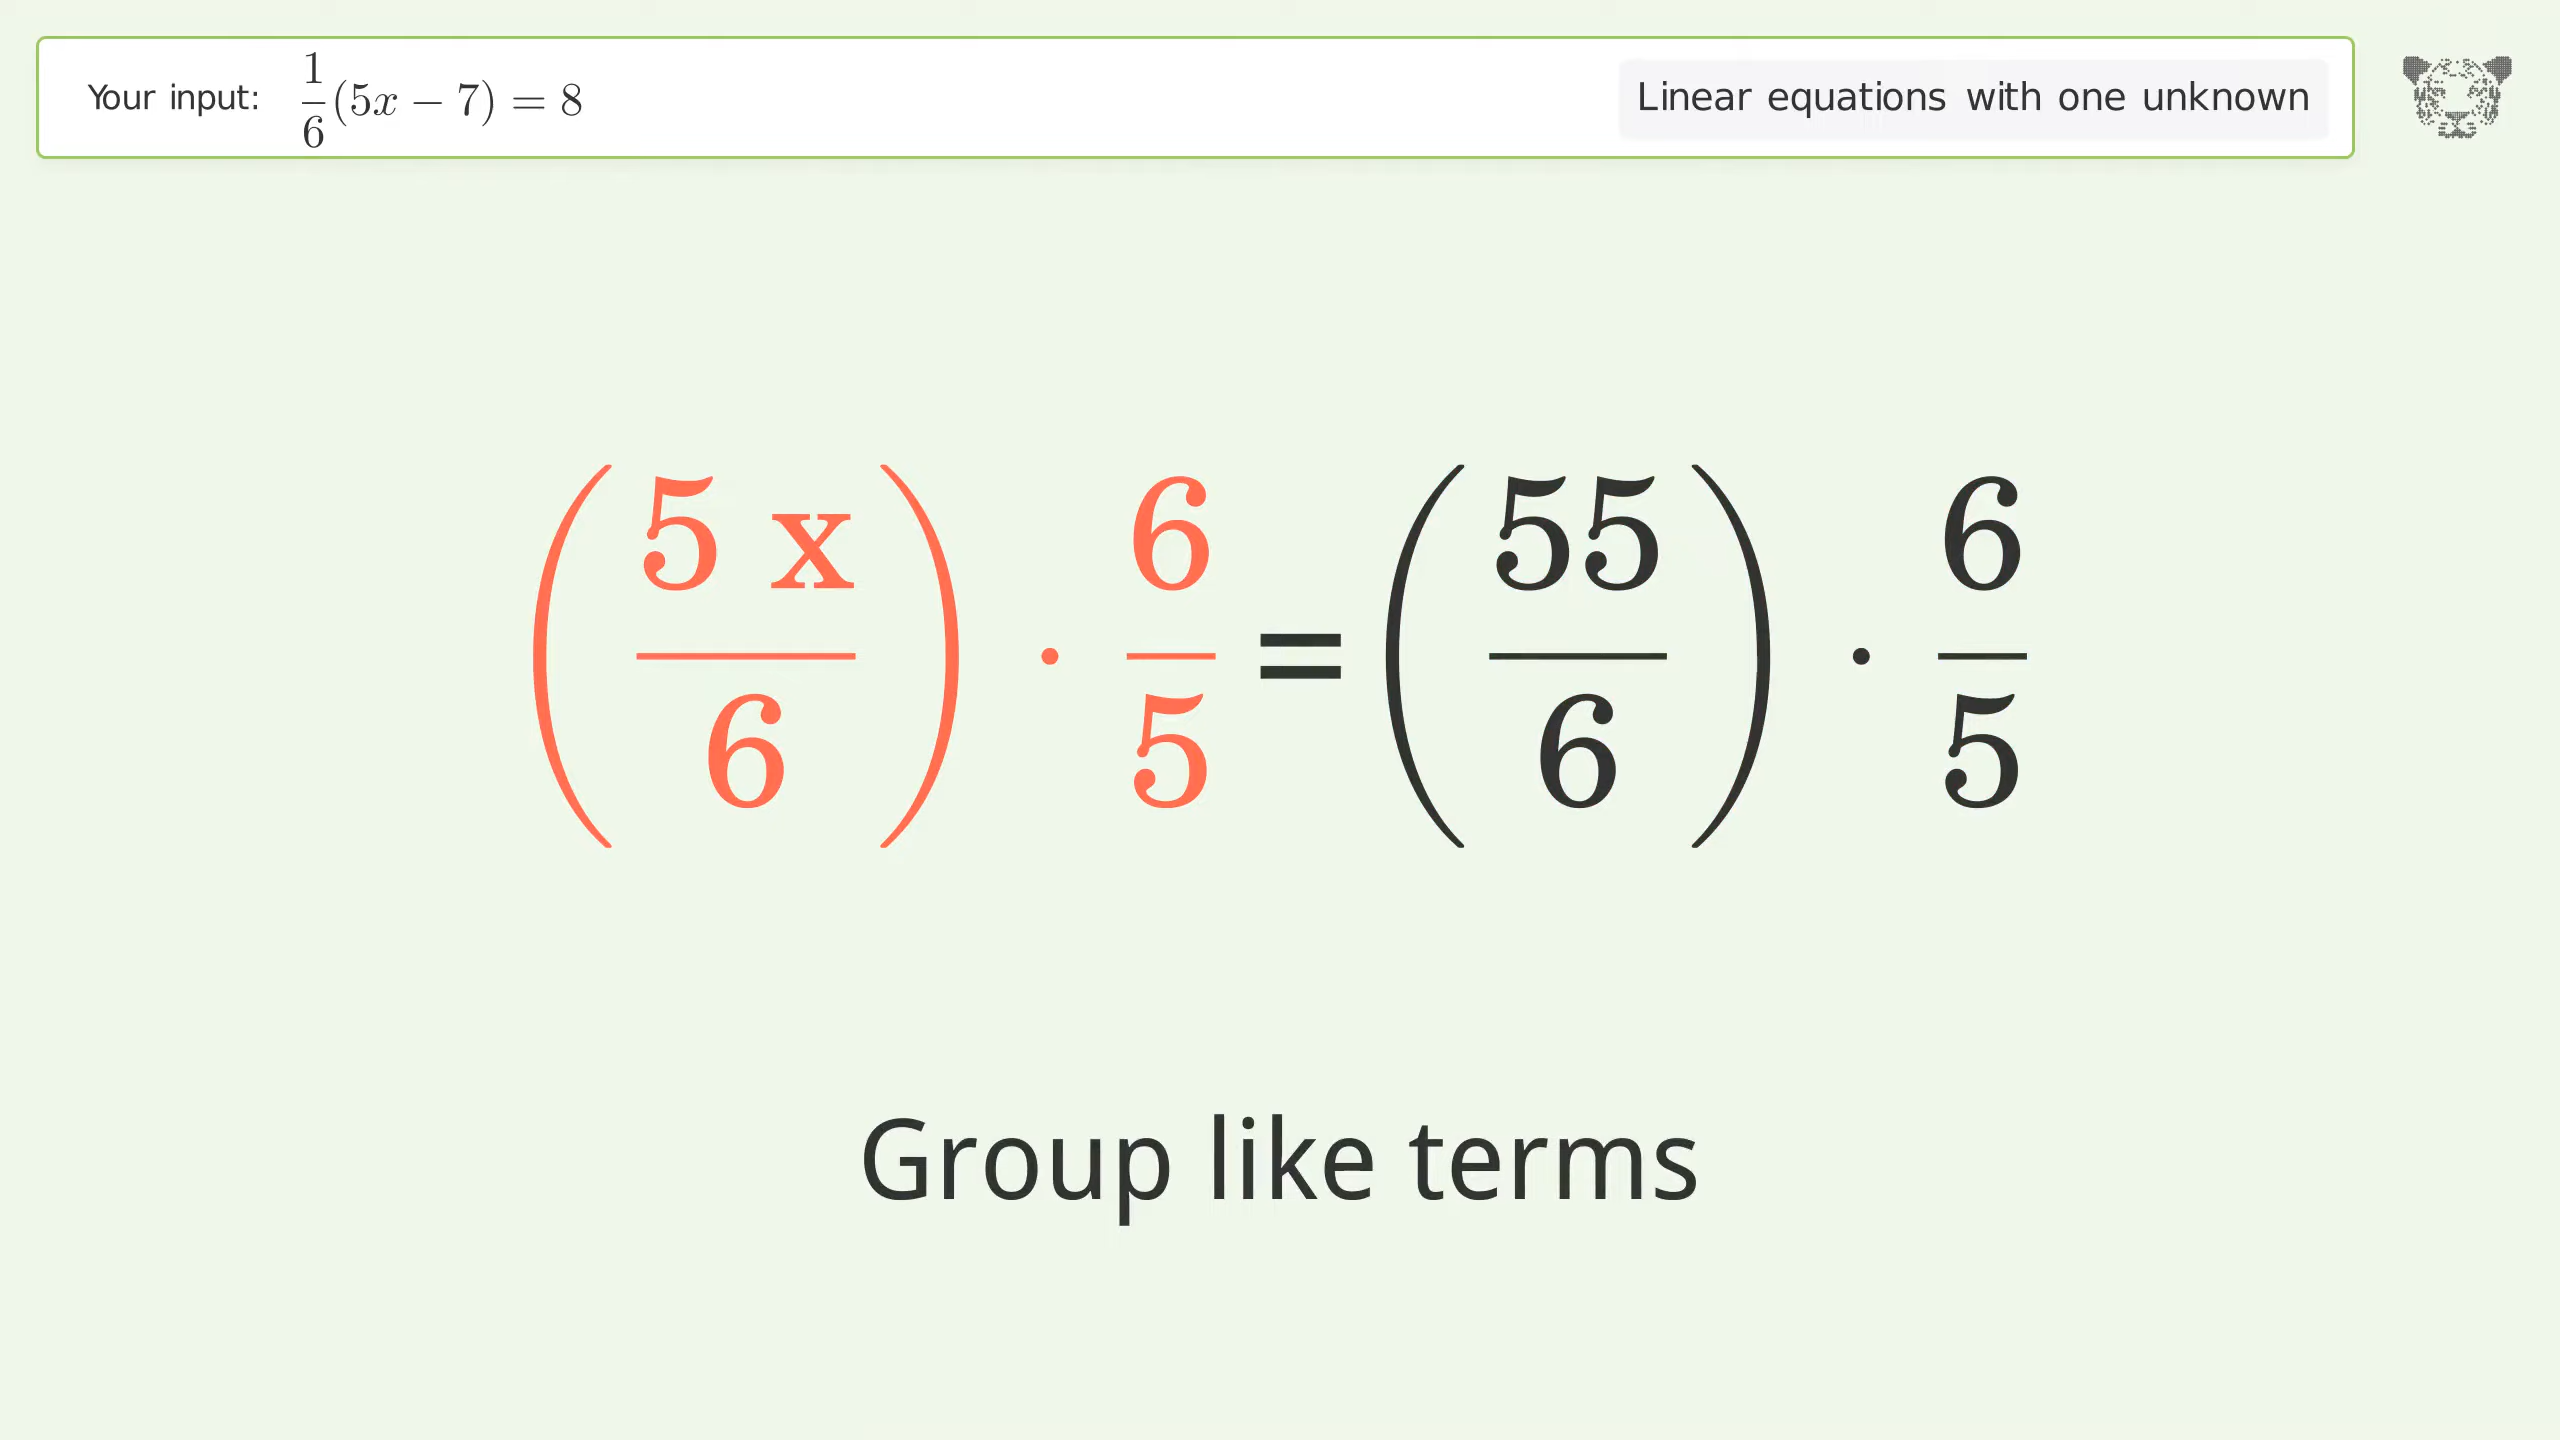 Your input: 1/6(5x − 7) = 8
Linear equations with one unknown
(5 x/6) · 6/5 = (55/6) · 6/5
Group like terms